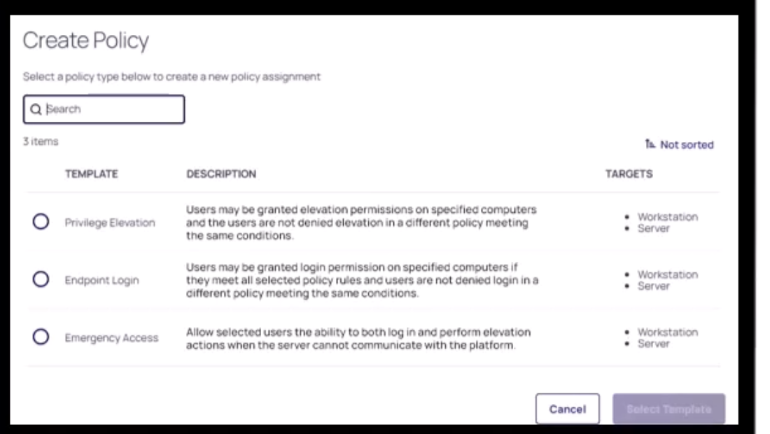 Create Policy
Select a policy type below to create a new policy assignment
Search
3 items
Not sorted
TEMPLATE DESCRIPTION TARGETS
Privilege Elevation
Users may be granted elevation permissions on specified computers
and the users are not denied elevation in a different policy meeting
the same conditions.
• Workstation
• Server
Endpoint Login
Users may be granted login permission on specified computers if
they meet all selected policy rules and users are not denied login in a
different policy meeting the same conditions.
• Workstation
• Server
Emergency Access
Allow selected users the ability to both log in and perform elevation
actions when the server cannot communicate with the platform.
• Workstation
• Server
Cancel
Select Template